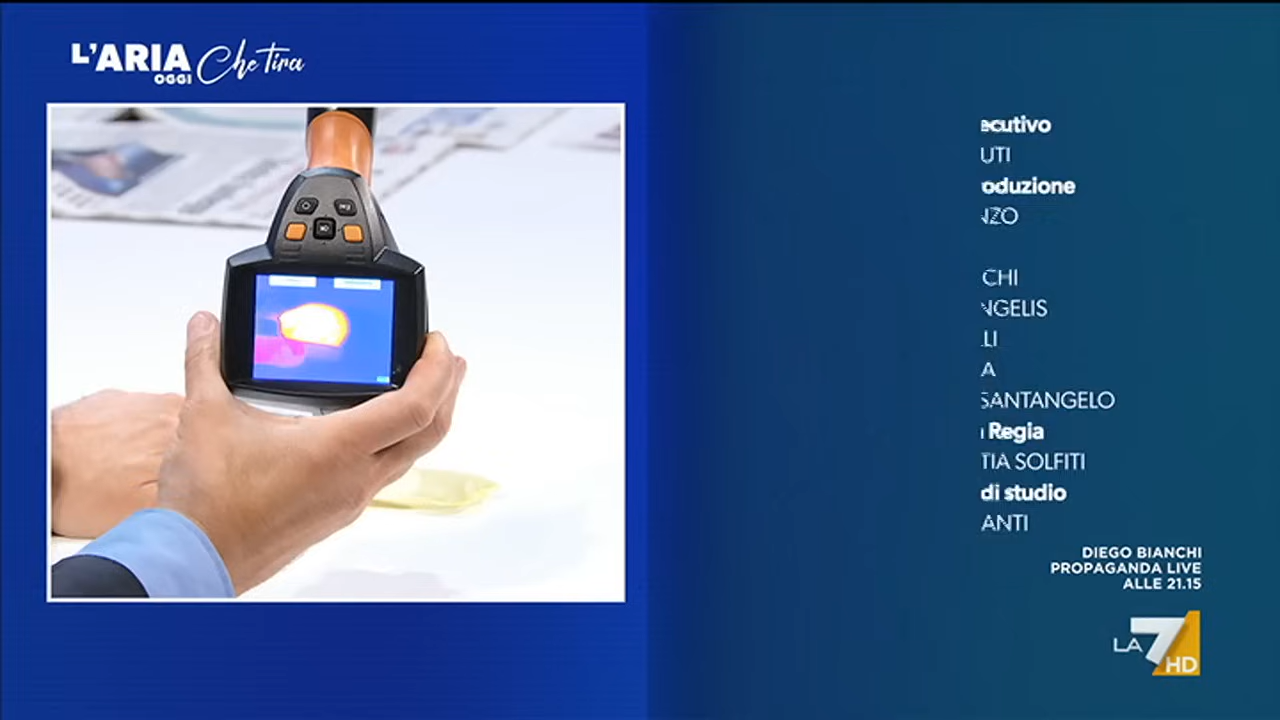 L'ARIA Che tira
OGGI
ecutivo
UTI
oduzione
NZO
CHI
NGELIS
LLI
A
SANTANGELO
Regia
TIA SOLFITI
di studio
ANTI
DIEGO BIANCHI
PROPAGANDA LIVE
ALLE 21.15
LA7 HD